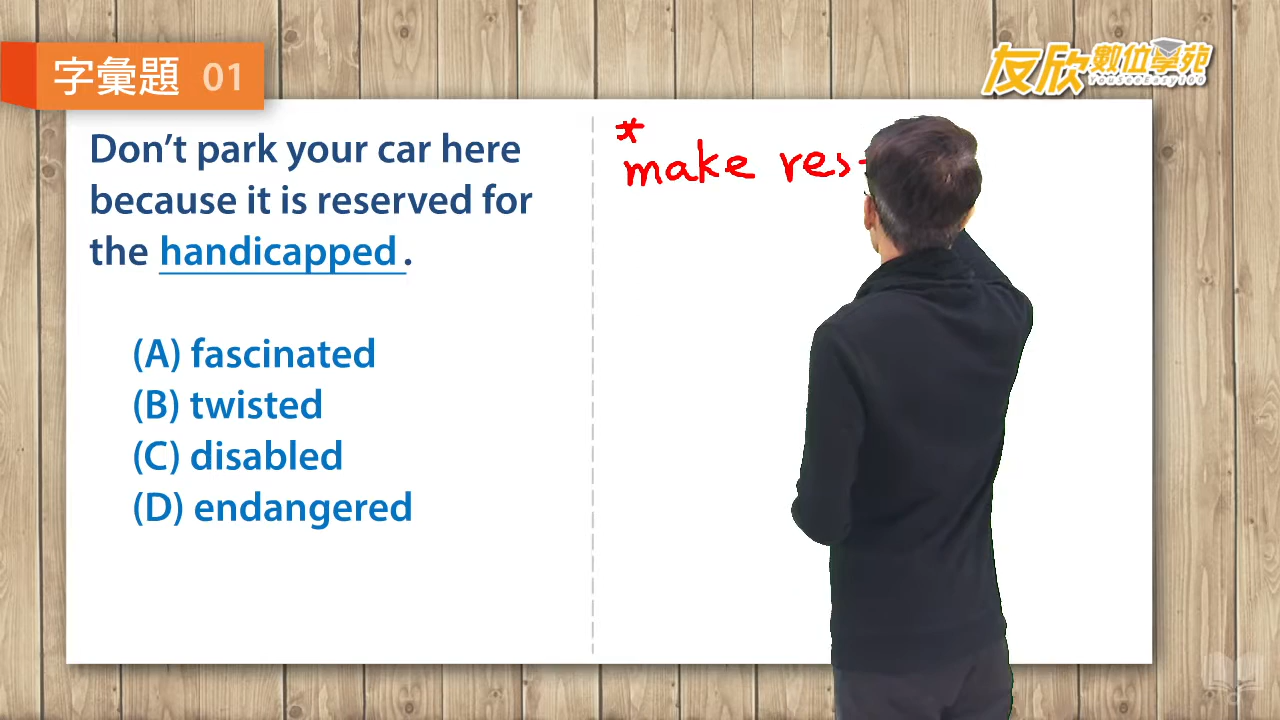 字彙題 01
友欣數位學苑
YouSeeEasy100
Don't park your car here
because it is reserved for
the handicapped.
(A) fascinated
(B) twisted
(C) disabled
(D) endangered
*
make res